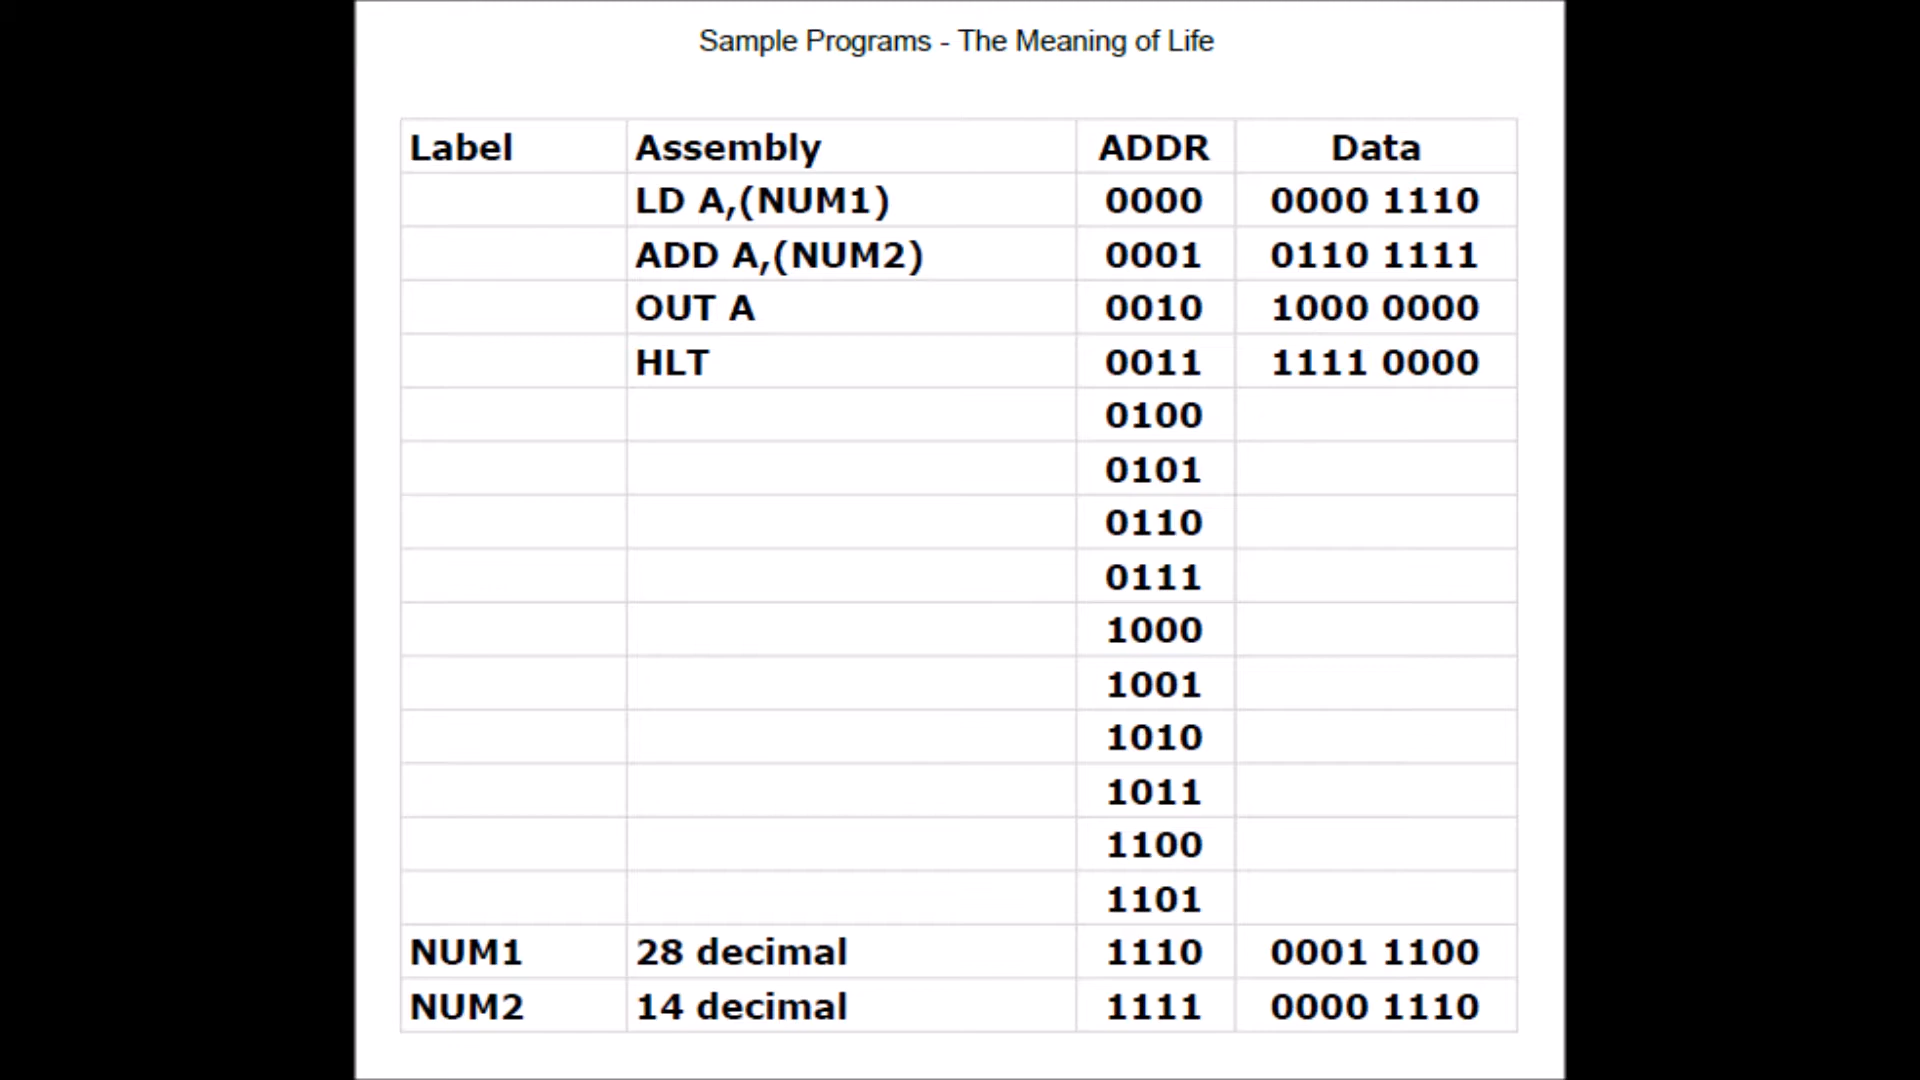 Sample Programs - The Meaning of Life
Label Assembly ADDR Data
LD A,(NUM1) 0000 0000 1110
ADD A,(NUM2) 0001 0110 1111
OUT A 0010 1000 0000
HLT 0011 1111 0000
0100
0101
0110
0111
1000
1001
1010
1011
1100
1101
NUM1 28 decimal 1110 0001 1100
NUM2 14 decimal 1111 0000 1110